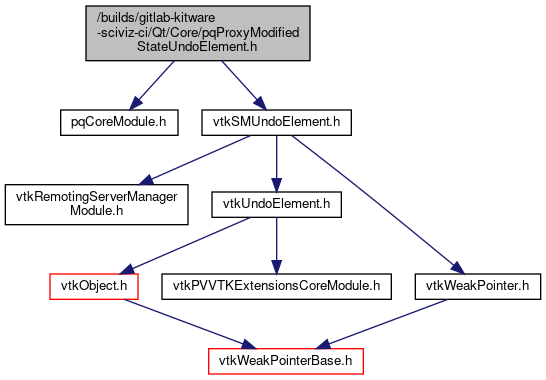 /builds/gitlab-kitware
-sciviz-ci/Qt/Core/pqProxyModified
StateUndoElement.h
pqCoreModule.h
vtkSMUndoElement.h
vtkRemotingServerManager
Module.h
vtkUndoElement.h
vtkObject.h
vtkPVVTKExtensionsCoreModule.h
vtkWeakPointer.h
vtkWeakPointerBase.h